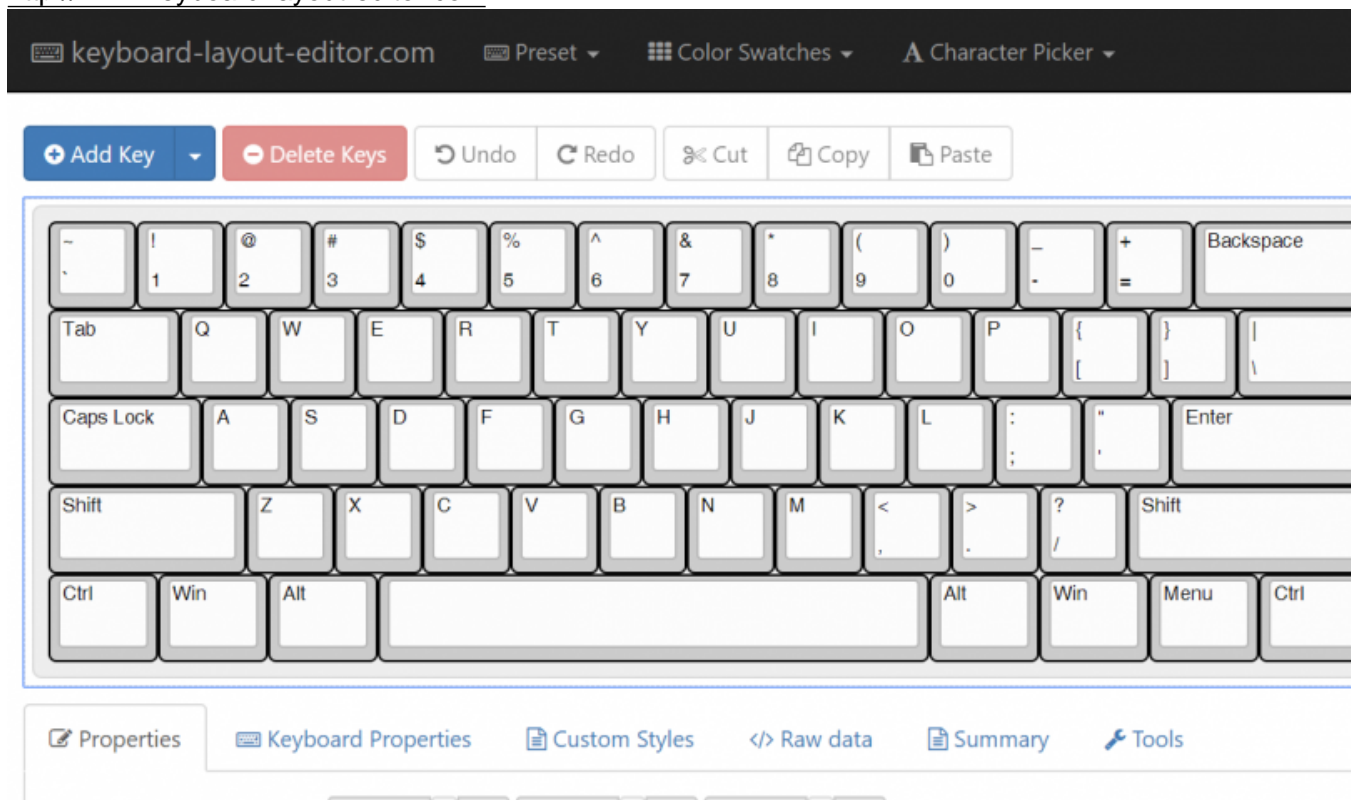 keyboard-layout-editor.com Preset Color Swatches Character Picker
Add Key Delete Keys Undo Redo Cut Copy Paste
~ ! @ # $ % ^ & * ( ) _ + Backspace
` 1 2 3 4 5 6 7 8 9 0 - =
Tab Q W E R T Y U I O P { } |
[ ] \
Caps Lock A S D F G H J K L : " Enter
; '
Shift Z X C V B N M < > ? Shift
, . /
Ctrl Win Alt Alt Win Menu Ctrl
Properties Keyboard Properties Custom Styles </> Raw data Summary Tools